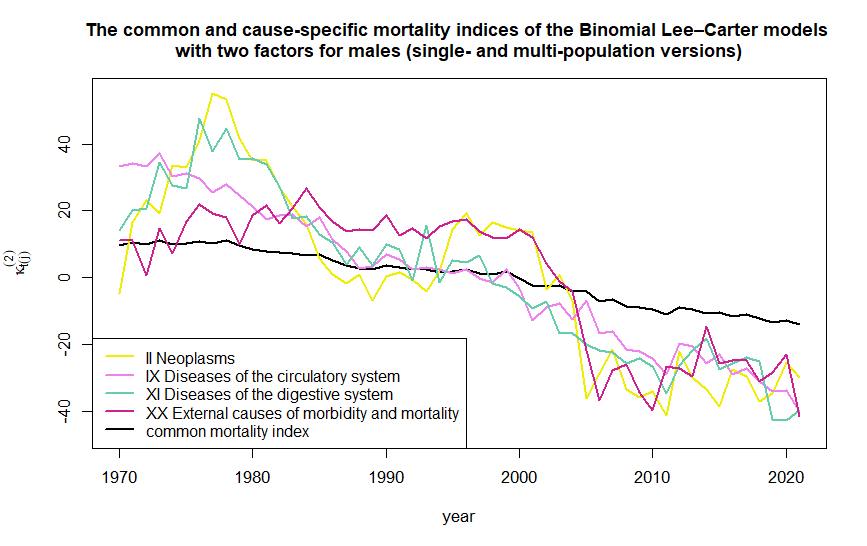 The common and cause-specific mortality indices of the Binomial Lee–Carter models
with two factors for males (single- and multi-population versions)
κt(j)(2)
40
20
0
-20
-40
II Neoplasms
IX Diseases of the circulatory system
XI Diseases of the digestive system
XX External causes of morbidity and mortality
common mortality index
1970 1980 1990 2000 2010 2020
year